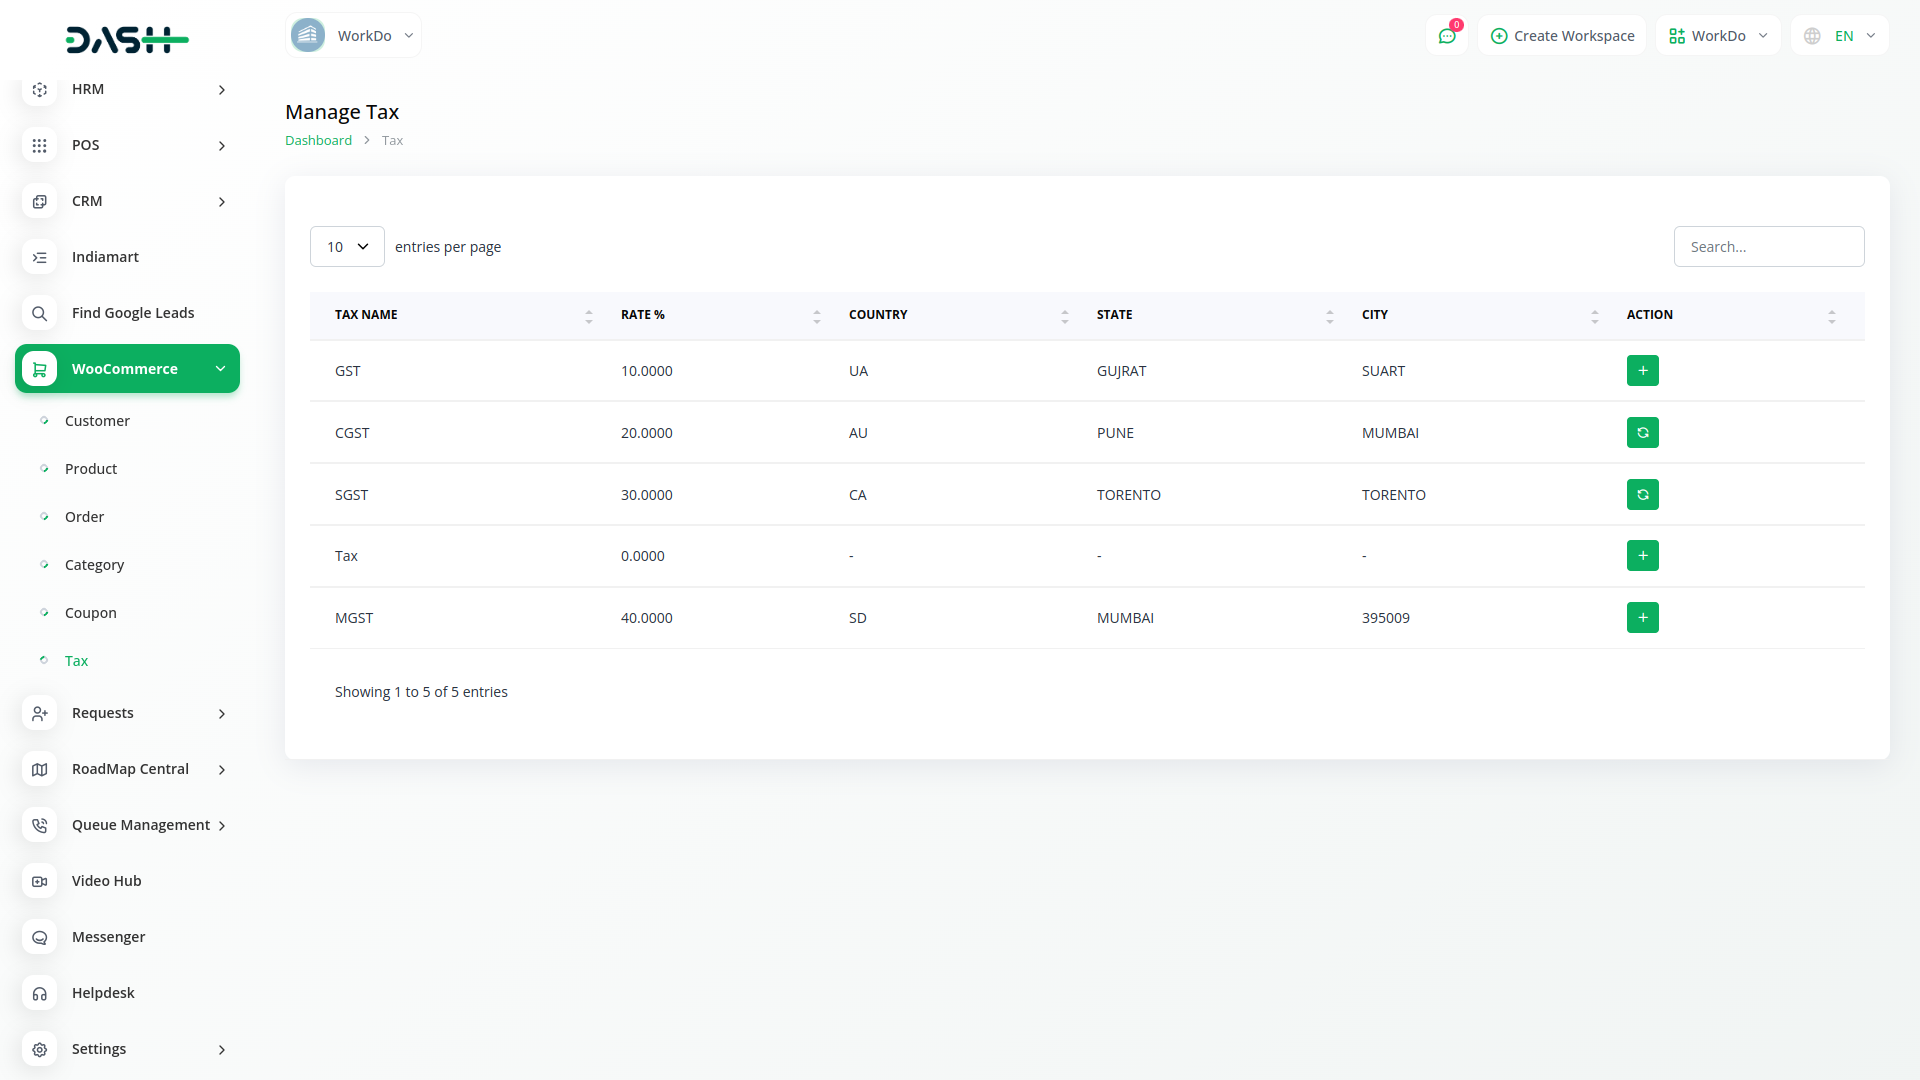 DASH
WorkDo
0
Create Workspace
WorkDo
EN
HRM
POS
CRM
Indiamart
Find Google Leads
WooCommerce
Customer
Product
Order
Category
Coupon
Tax
Requests
RoadMap Central
Queue Management
Video Hub
Messenger
Helpdesk
Settings
Manage Tax
Dashboard > Tax
10 entries per page
Search...
TAX NAME RATE % COUNTRY STATE CITY ACTION
GST 10.0000 UA GUJRAT SUART
CGST 20.0000 AU PUNE MUMBAI
SGST 30.0000 CA TORENTO TORENTO
Tax 0.0000 - - -
MGST 40.0000 SD MUMBAI 395009
Showing 1 to 5 of 5 entries